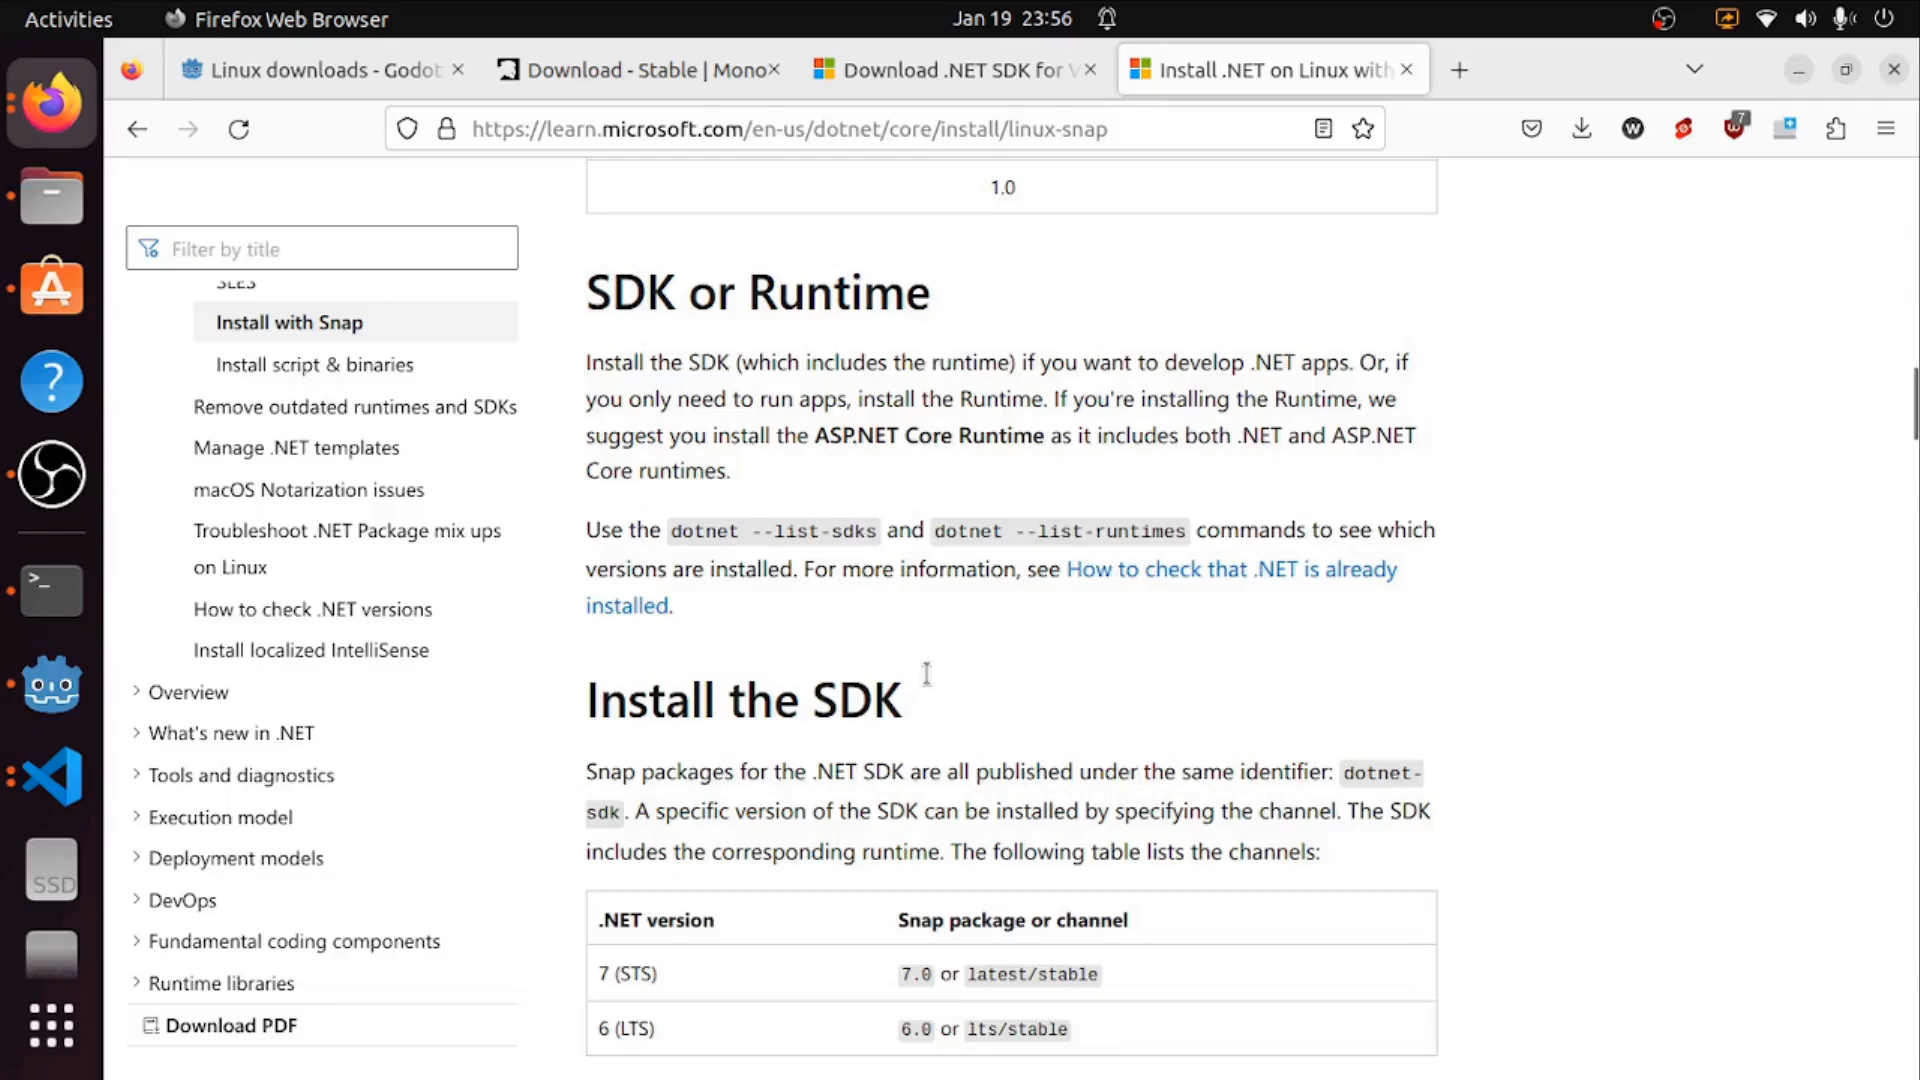 Activities
Firefox Web Browser
Jan 19 23:56
Linux downloads - Godot
Download - Stable | Mono
Download .NET SDK for V
Install .NET on Linux with
https://learn.microsoft.com/en-us/dotnet/core/install/linux-snap
7
Filter by title
SLES
Install with Snap
Install script & binaries
Remove outdated runtimes and SDKs
Manage .NET templates
macOS Notarization issues
Troubleshoot .NET Package mix ups
on Linux
How to check .NET versions
Install localized IntelliSense
Overview
What's new in .NET
Tools and diagnostics
Execution model
Deployment models
DevOps
Fundamental coding components
Runtime libraries
Download PDF
1.0
SDK or Runtime
Install the SDK (which includes the runtime) if you want to develop .NET apps. Or, if
you only need to run apps, install the Runtime. If you're installing the Runtime, we
suggest you install the ASP.NET Core Runtime as it includes both .NET and ASP.NET
Core runtimes.
Use the dotnet --list-sdks and dotnet --list-runtimes commands to see which
versions are installed. For more information, see How to check that .NET is already
installed.
Install the SDK
Snap packages for the .NET SDK are all published under the same identifier: dotnet-
sdk. A specific version of the SDK can be installed by specifying the channel. The SDK
includes the corresponding runtime. The following table lists the channels:
.NET version Snap package or channel
7 (STS) 7.0 or latest/stable
6 (LTS) 6.0 or lts/stable
SSD